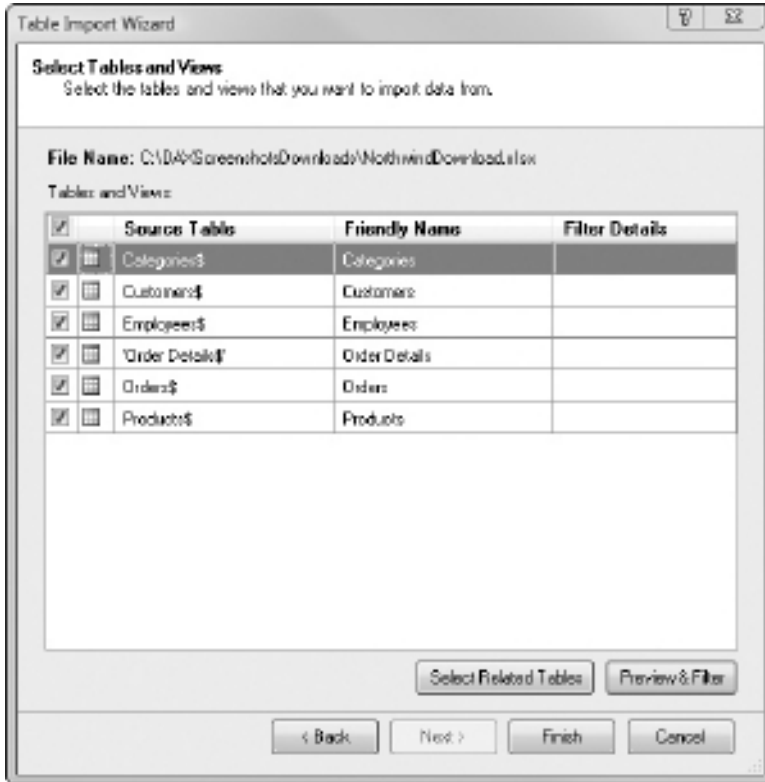 Table Import Wizard
Select Tables and Views
Select the tables and views that you want to import data from.
File Name: C:\DAXScreenshotsDownloads\NorthwindDownload.xlsx
Tables and Views:
Source Table Friendly Name Filter Details
Categories$ Categories
Customers$ Customers
Employees$ Employees
'Order Details$' Order Details
Orders$ Orders
Products$ Products
Select Related Tables Preview & Filter
< Back Next > Finish Cancel